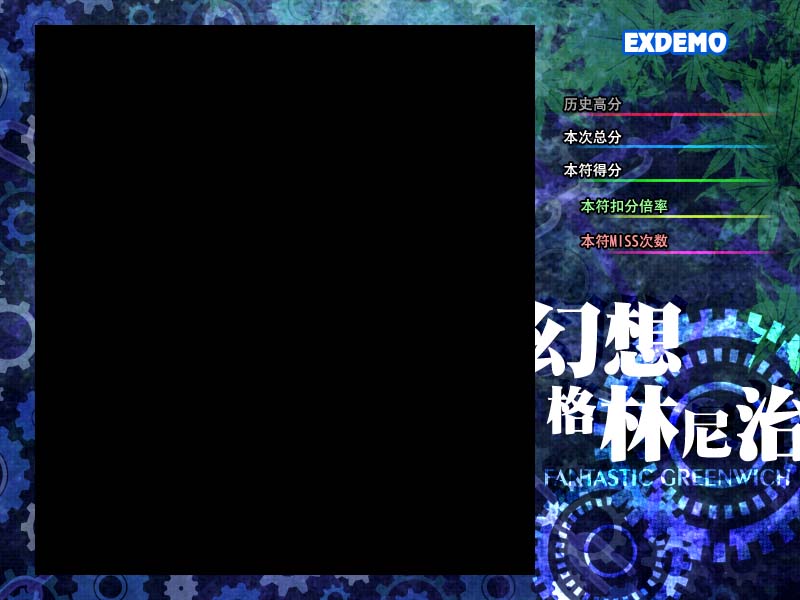 EXDEMO
历史高分
本次总分
本符得分
本符扣分倍率
本符MISS次数
幻想
格林尼治
FANTASTIC GREENWICH